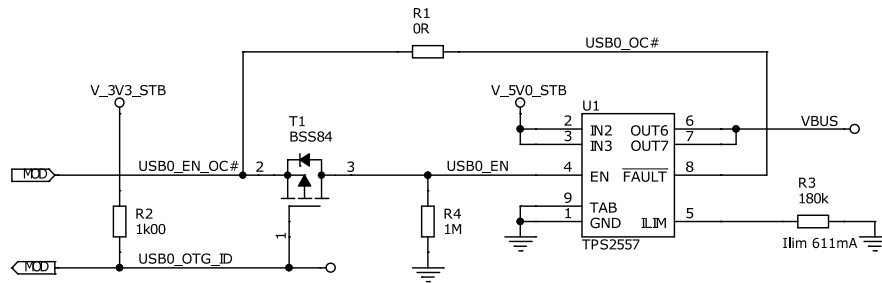 R1
0R
USB0_OC#
V_3V3_STB
V_5V0_STB
U1
T1
BSS84
2 IN2 OUT6 6
VBUS
3 IN3 OUT7 7
MOD
USB0_EN_OC#
2
3
USB0_EN
4 EN FAULT 8
R3
180k
R2
1k00
R4
1M
9 TAB
1 GND ILIM 5
1
TPS2557
Ilim 611mA
MOD
USB0_OTG_ID